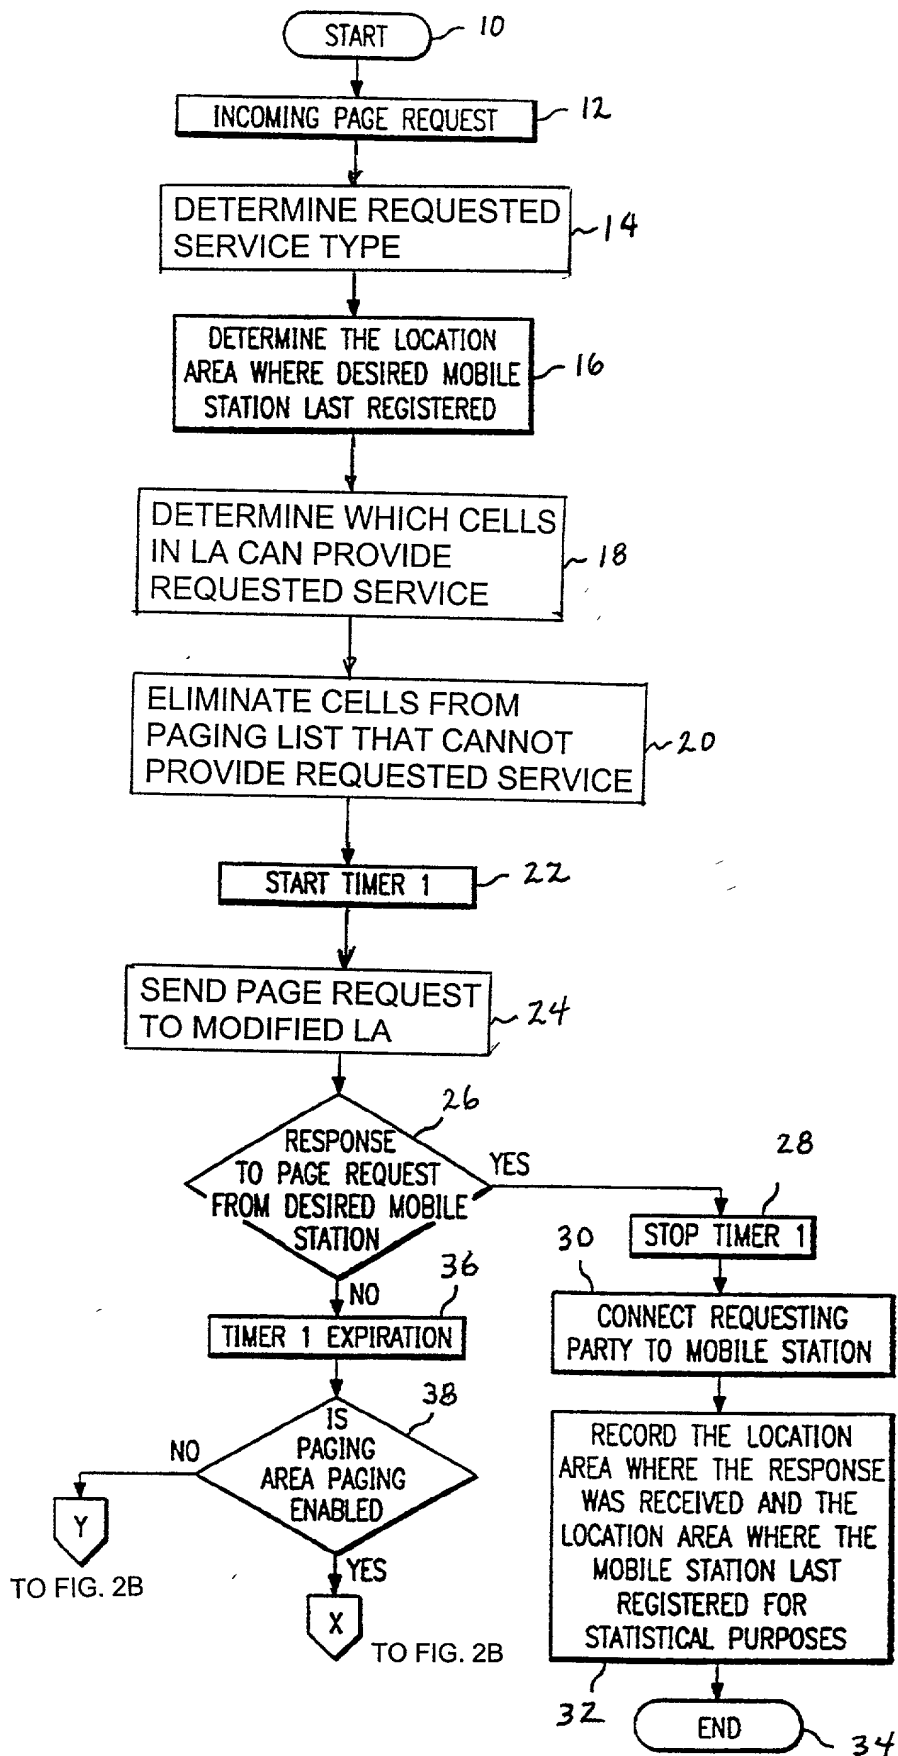 START
10
INCOMING PAGE REQUEST
12
DETERMINE REQUESTED
SERVICE TYPE
14
DETERMINE THE LOCATION
AREA WHERE DESIRED MOBILE
STATION LAST REGISTERED
16
DETERMINE WHICH CELLS
IN LA CAN PROVIDE
REQUESTED SERVICE
18
ELIMINATE CELLS FROM
PAGING LIST THAT CANNOT
PROVIDE REQUESTED SERVICE
20
START TIMER 1
22
SEND PAGE REQUEST
TO MODIFIED LA
24
26
RESPONSE
TO PAGE REQUEST
FROM DESIRED MOBILE
STATION
YES
28
STOP TIMER 1
30
CONNECT REQUESTING
PARTY TO MOBILE STATION
RECORD THE LOCATION
AREA WHERE THE RESPONSE
WAS RECEIVED AND THE
LOCATION AREA WHERE THE
MOBILE STATION LAST
REGISTERED FOR
STATISTICAL PURPOSES
32
END
34
NO
36
TIMER 1 EXPIRATION
38
IS
PAGING
AREA PAGING
ENABLED
NO
Y
TO FIG. 2B
YES
X
TO FIG. 2B